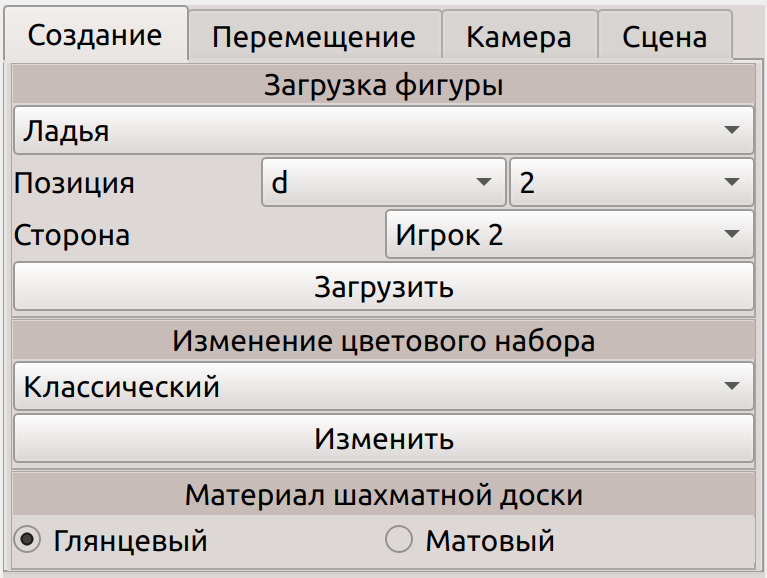 Создание Перемещение Камера Сцена
Загрузка фигуры
Ладья
Позиция d 2
Сторона Игрок 2
Загрузить
Изменение цветового набора
Классический
Изменить
Материал шахматной доски
Глянцевый Матовый